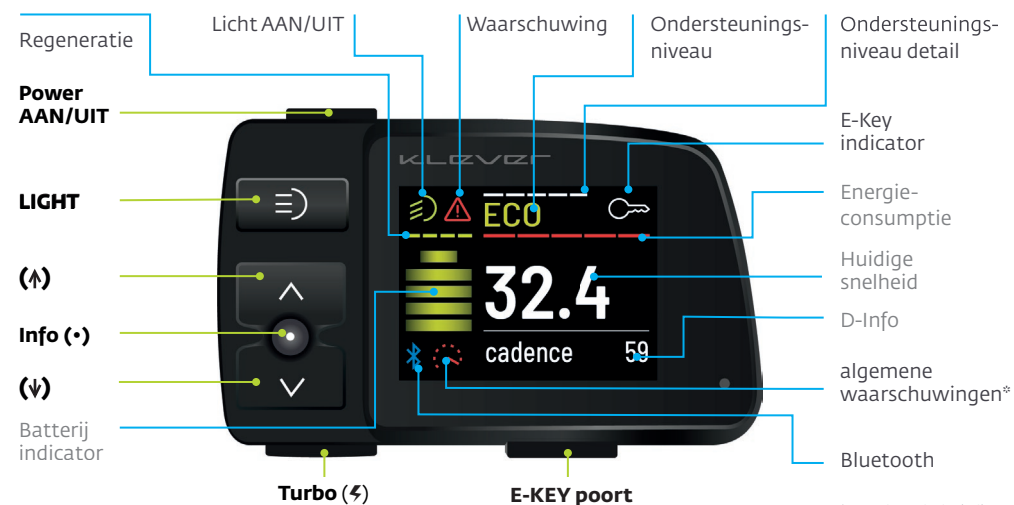 Regeneratie
Licht AAN/UIT
Waarschuwing
Ondersteunings-
niveau
Ondersteunings-
niveau detail
Power
AAN/UIT
E-Key
indicator
KLEVER
LIGHT
ECO
Energie-
consumptie
(↑)
32.4
Huidige
snelheid
Info (•)
D-Info
cadence 59
(↓)
algemene
waarschuwingen*
Batterij
indicator
Bluetooth
Turbo (⚡)
E-KEY poort